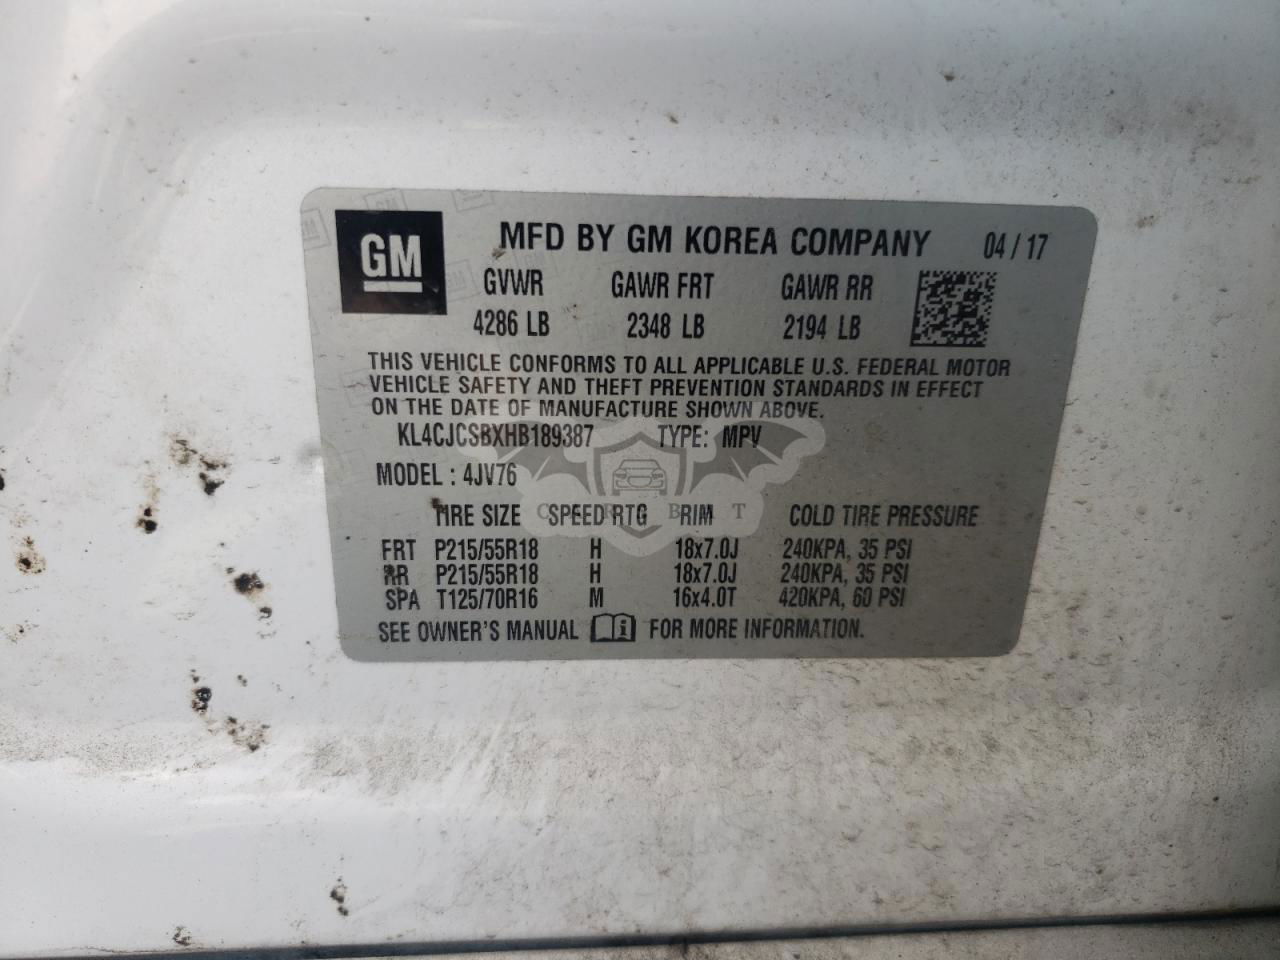 GM
MFD BY GM KOREA COMPANY 04 / 17
GVWR GAWR FRT GAWR RR
4286 LB 2348 LB 2194 LB
THIS VEHICLE CONFORMS TO ALL APPLICABLE U.S. FEDERAL MOTOR
VEHICLE SAFETY AND THEFT PREVENTION STANDARDS IN EFFECT
ON THE DATE OF MANUFACTURE SHOWN ABOVE.
KL4CJCSBXHB189387 TYPE: MPV
MODEL : 4JV76
TIRE SIZE SPEED RTG RIM COLD TIRE PRESSURE
FRT P215/55R18 H 18x7.0J 240KPA, 35 PSI
RR P215/55R18 H 18x7.0J 240KPA, 35 PSI
SPA T125/70R16 M 16x4.0T 420KPA, 60 PSI
SEE OWNER'S MANUAL i FOR MORE INFORMATION.